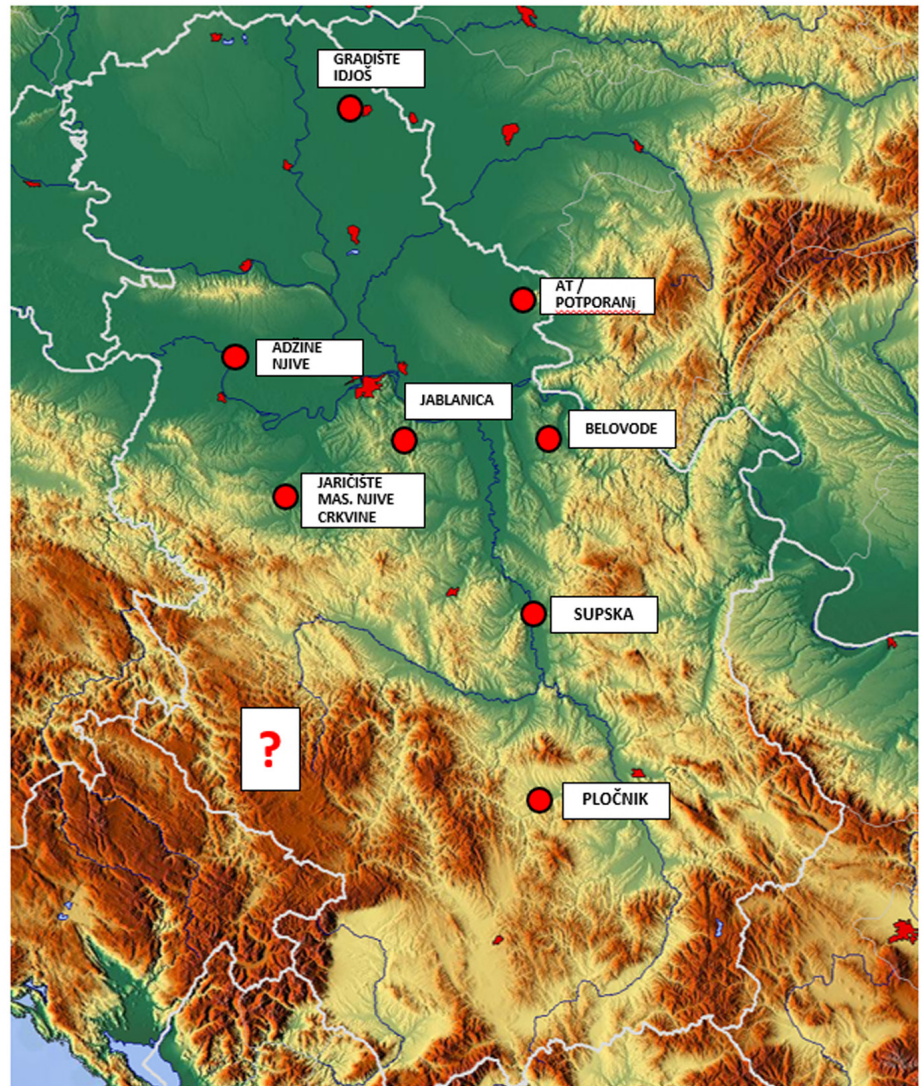 GRADIŠTE
IDJOŠ
AT /
POTPORANj
ADZINE
NJIVE
JABLANICA
BELOVODE
JARIČIŠTE
MAS. NJIVE
CRKVINE
SUPSKA
?
PLOČNIK